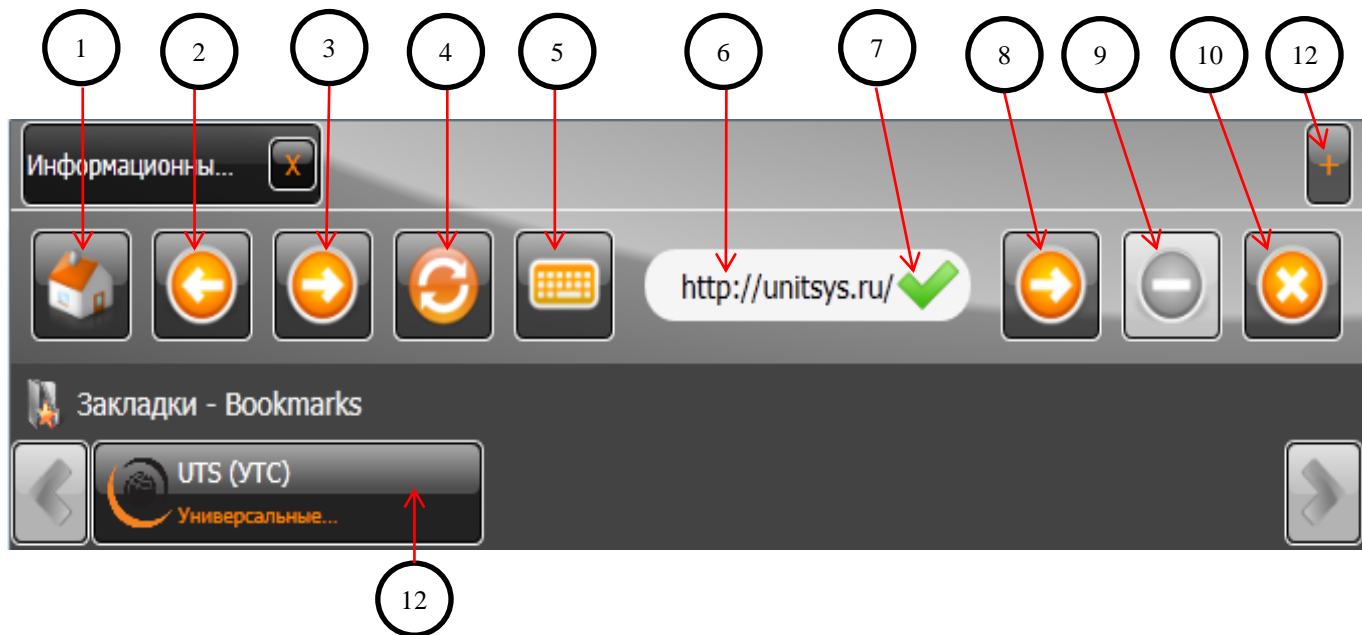 1 2 3 4 5 6 7 8 9 10 12
Информационны... X +
http://unitsys.ru/
Закладки - Bookmarks
UTS (УТС)
Универсальные...
12